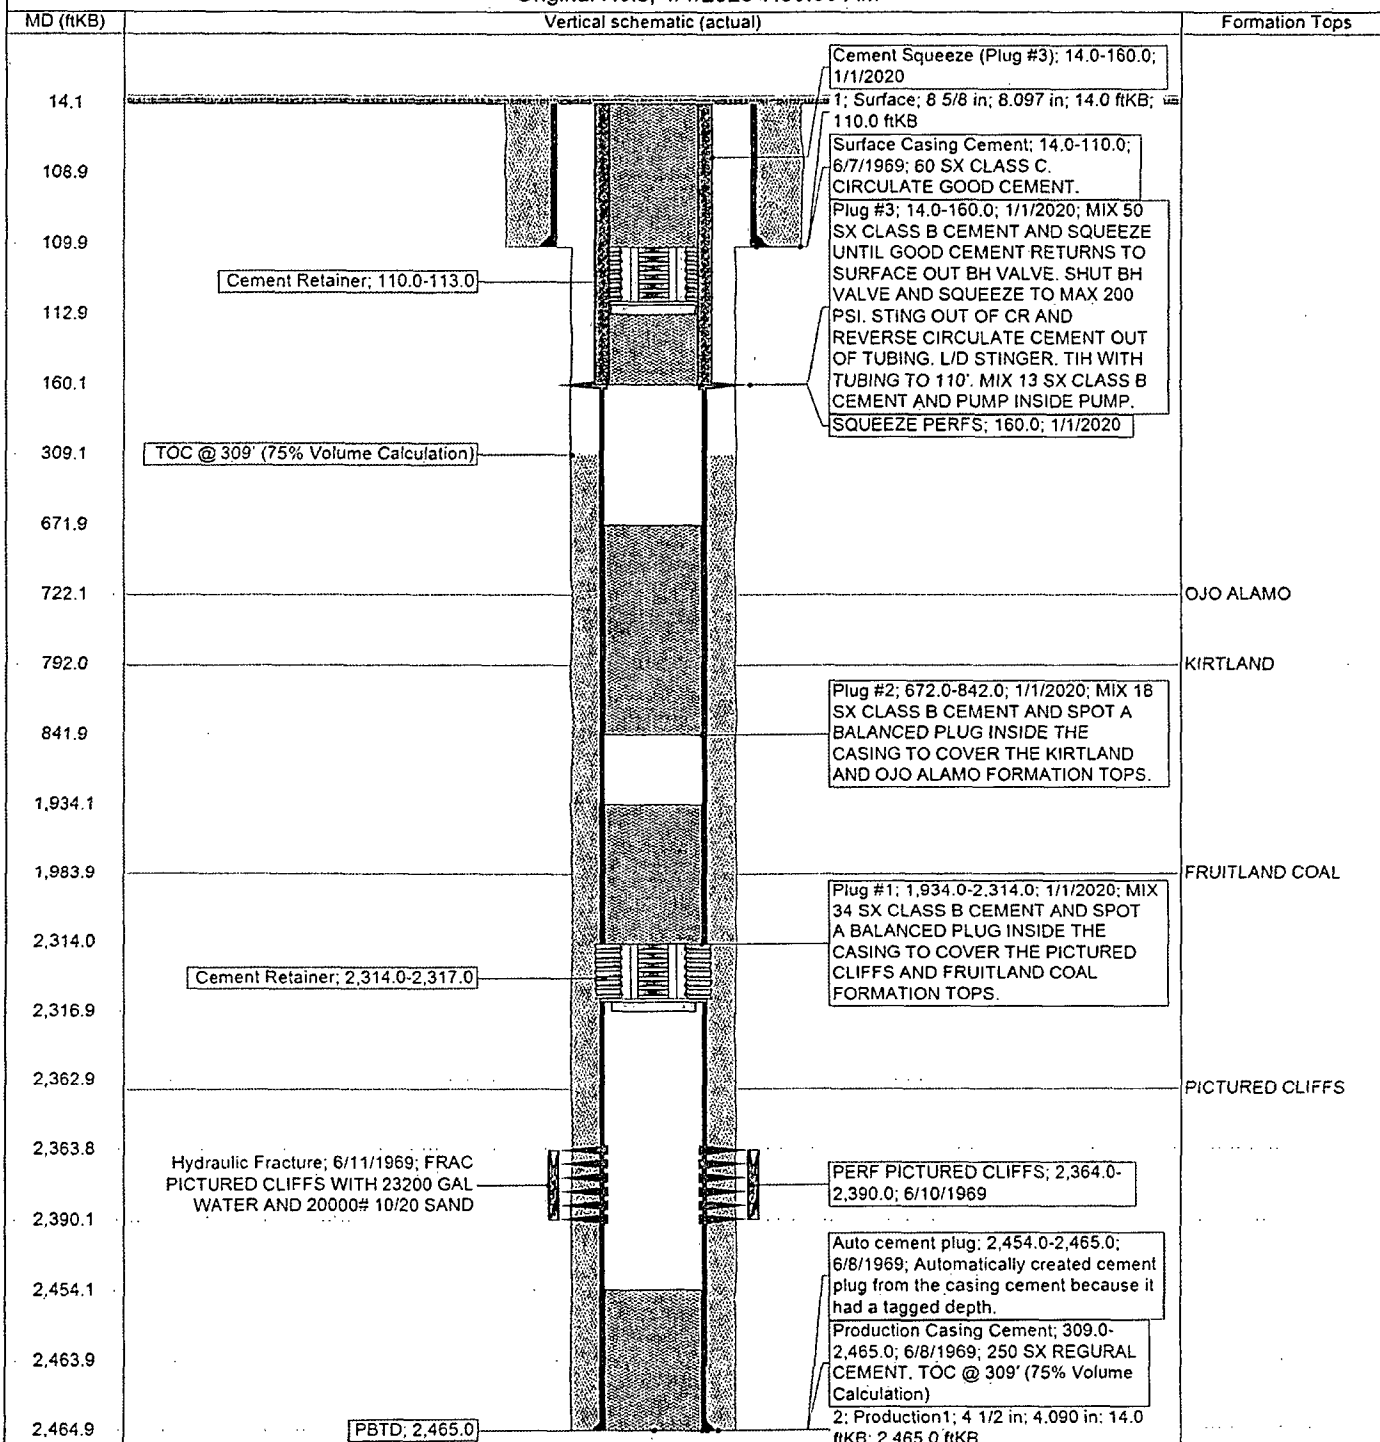 MD (ftKB)
Vertical schematic (actual)
Formation Tops
Cement Squeeze (Plug #3); 14.0-160.0;
1/1/2020
14.1
1; Surface; 8 5/8 in; 8.097 in; 14.0 ftKB;
110.0 ftKB
Surface Casing Cement; 14.0-110.0;
6/7/1969; 60 SX CLASS C.
CIRCULATE GOOD CEMENT.
108.9
Plug #3; 14.0-160.0; 1/1/2020; MIX 50
SX CLASS B CEMENT AND SQUEEZE
UNTIL GOOD CEMENT RETURNS TO
SURFACE OUT BH VALVE. SHUT BH
VALVE AND SQUEEZE TO MAX 200
PSI. STING OUT OF CR AND
REVERSE CIRCULATE CEMENT OUT
OF TUBING. L/D STINGER. TIH WITH
TUBING TO 110'. MIX 13 SX CLASS B
CEMENT AND PUMP INSIDE PUMP.
109.9
Cement Retainer; 110.0-113.0
112.9
160.1
SQUEEZE PERFS; 160.0; 1/1/2020
309.1
TOC @ 309' (75% Volume Calculation)
671.9
722.1
OJO ALAMO
792.0
KIRTLAND
Plug #2; 672.0-842.0; 1/1/2020; MIX 18
SX CLASS B CEMENT AND SPOT A
BALANCED PLUG INSIDE THE
CASING TO COVER THE KIRTLAND
AND OJO ALAMO FORMATION TOPS.
841.9
1,934.1
1,983.9
FRUITLAND COAL
Plug #1; 1,934.0-2,314.0; 1/1/2020; MIX
34 SX CLASS B CEMENT AND SPOT
A BALANCED PLUG INSIDE THE
CASING TO COVER THE PICTURED
CLIFFS AND FRUITLAND COAL
FORMATION TOPS.
2,314.0
Cement Retainer; 2,314.0-2,317.0
2,316.9
2,362.9
PICTURED CLIFFS
2,363.8
Hydraulic Fracture; 6/11/1969; FRAC
PICTURED CLIFFS WITH 23200 GAL
WATER AND 20000# 10/20 SAND
PERF PICTURED CLIFFS; 2,364.0-
2,390.0; 6/10/1969
2,390.1
Auto cement plug; 2,454.0-2,465.0;
6/8/1969; Automatically created cement
plug from the casing cement because it
had a tagged depth.
2,454.1
Production Casing Cement; 309.0-
2,465.0; 6/8/1969; 250 SX REGURAL
CEMENT. TOC @ 309' (75% Volume
Calculation)
2,463.9
2; Production1; 4 1/2 in; 4.090 in; 14.0
ftKB; 2,465.0 ftKB
2,464.9
PBTD; 2,465.0